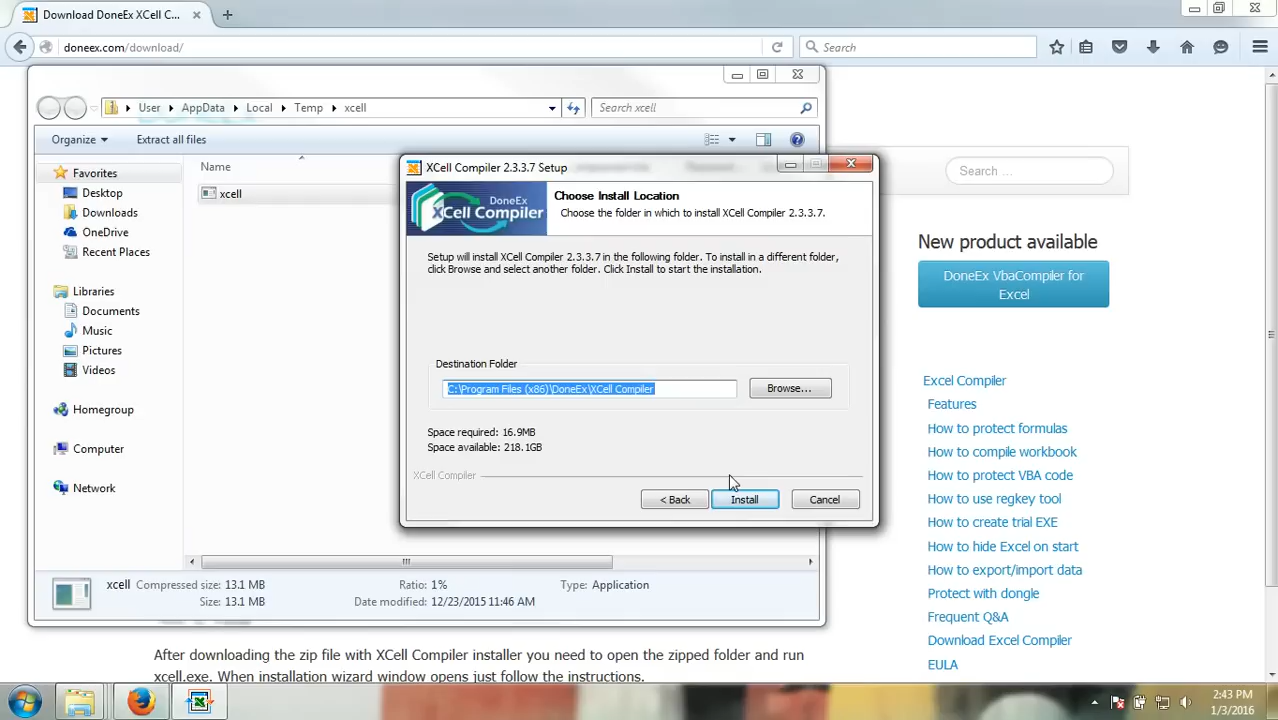 Download DoneEx XCell C...
doneex.com/download/
Search
User
AppData
Local
Temp
xcell
Search xcell
Organize
Extract all files
Favorites
Desktop
Downloads
OneDrive
Recent Places
Libraries
Documents
Music
Pictures
Videos
Homegroup
Computer
Network
Name
xcell
XCell Compiler 2.3.3.7 Setup
DoneEx
XCell Compiler
Choose Install Location
Choose the folder in which to install XCell Compiler 2.3.3.7.
Setup will install XCell Compiler 2.3.3.7 in the following folder. To install in a different folder,
click Browse and select another folder. Click Install to start the installation.
Destination Folder
C:\Program Files (x86)\DoneEx\XCell Compiler
Browse...
Space required: 16.9MB
Space available: 218.1GB
XCell Compiler
< Back
Install
Cancel
xcell
Compressed size: 13.1 MB
Ratio: 1%
Type: Application
Size: 13.1 MB
Date modified: 12/23/2015 11:46 AM
Search ...
New product available
DoneEx VbaCompiler for
Excel
Excel Compiler
Features
How to protect formulas
How to compile workbook
How to protect VBA code
How to use regkey tool
How to create trial EXE
How to hide Excel on start
How to export/import data
Protect with dongle
Frequent Q&A
Download Excel Compiler
EULA
After downloading the zip file with XCell Compiler installer you need to open the zipped folder and run
xcell.exe. When installation wizard window opens just follow the instructions.
2:43 PM
1/3/2016